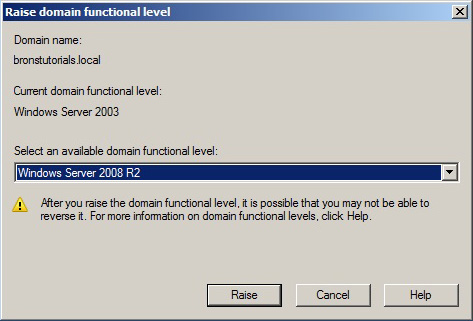 Raise domain functional level
Domain name:
bronstutorials.local
Current domain functional level:
Windows Server 2003
Select an available domain functional level:
Windows Server 2008 R2
After you raise the domain functional level, it is possible that you may not be able to
reverse it. For more information on domain functional levels, click Help.
Raise
Cancel
Help